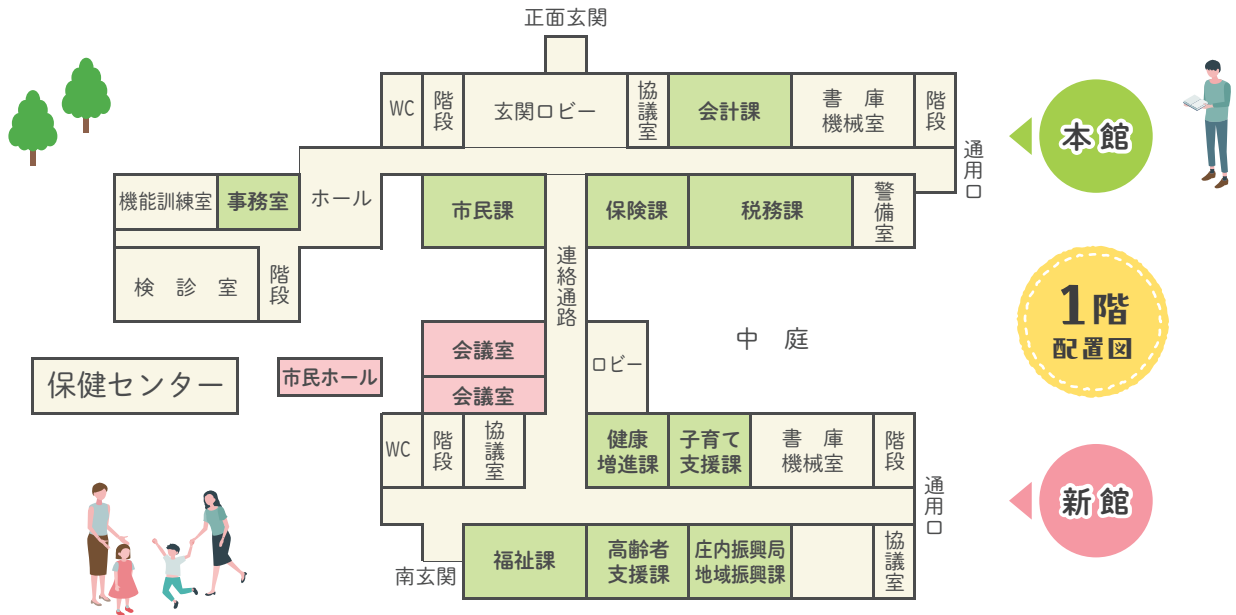 正面玄関
WC
階段
玄関ロビー
協議室
会計課
書 庫
機械室
階段
通用口
本館
機能訓練室
事務室
ホール
市民課
保険課
税務課
警備室
検 診 室
階段
連絡通路
1階
配置図
中 庭
会議室
会議室
ロビー
保健センター
市民ホール
WC
階段
協議室
健康
増進課
子育て
支援課
書 庫
機械室
階段
通用口
新館
南玄関
福祉課
高齢者
支援課
庄内振興局
地域振興課
協議室